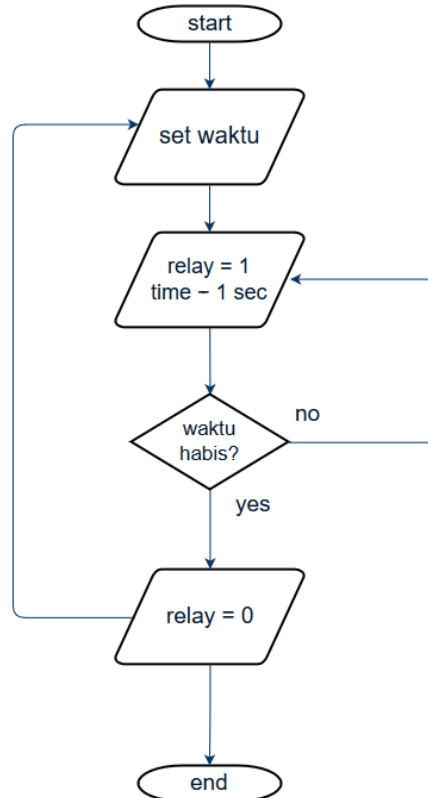 start
set waktu
relay = 1
time − 1 sec
waktu
habis?
no
yes
relay = 0
end